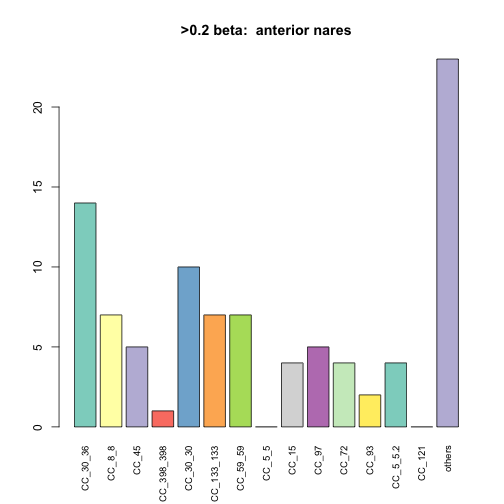 >0.2 beta:  anterior nares
20
15
10
5
0
CC_30_36
CC_8_8
CC_45
CC_398_398
CC_30_30
CC_133_133
CC_59_59
CC_5_5
CC_15
CC_97
CC_72
CC_93
CC_5_5.2
CC_121
others